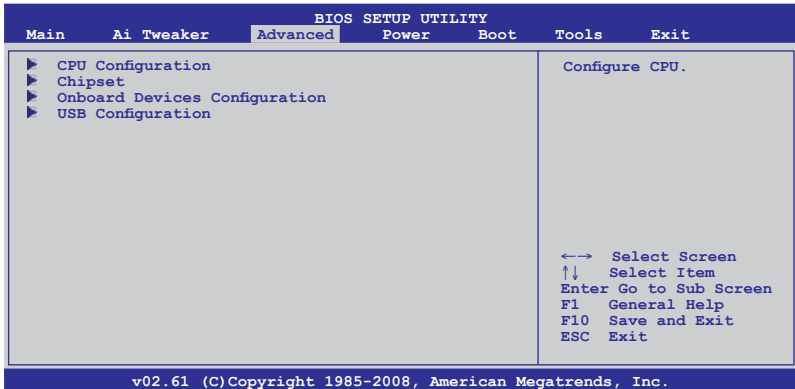 BIOS SETUP UTILITY
Main Ai Tweaker Advanced Power Boot Tools Exit
CPU Configuration
Chipset
Onboard Devices Configuration
USB Configuration
Configure CPU.
←→ Select Screen
↑↓ Select Item
Enter Go to Sub Screen
F1 General Help
F10 Save and Exit
ESC Exit
v02.61 (C)Copyright 1985-2008, American Megatrends, Inc.